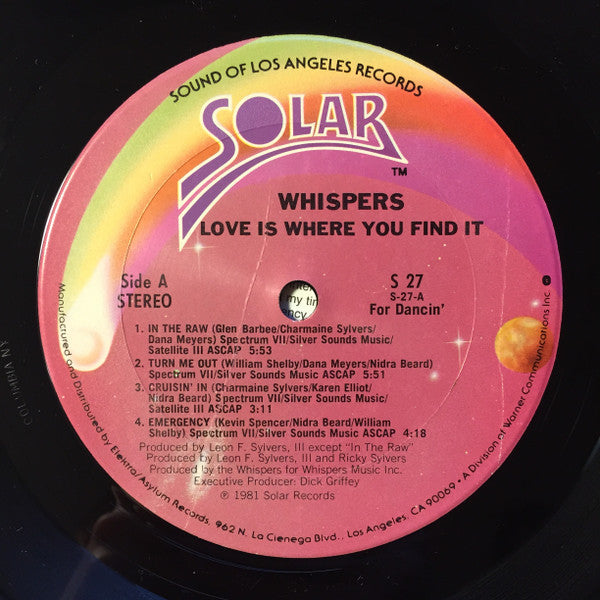 SOUND OF LOS ANGELES RECORDS
SOLAR
TM
WHISPERS
LOVE IS WHERE YOU FIND IT
Side A
STEREO
S 27
S-27-A
For Dancin'
my tin
ency
1. IN THE RAW (Glen Barbee/Charmaine Sylvers/
Dana Meyers) Spectrum VII/Silver Sounds Music/
Satellite III ASCAP 5:53
2. TURN ME OUT (William Shelby/Dana Meyers/Nidra Beard)
Spectrum VII/Silver Sounds Music ASCAP 5:51
3. CRUISIN' IN (Charmaine Sylvers/Karen Elliot/
Nidra Beard) Spectrum VII/Silver Sounds Music/
Satellite III ASCAP 3:11
4. EMERGENCY (Kevin Spencer/Nidra Beard/William
Shelby) Spectrum VII/Silver Sounds Music ASCAP 4:18
Produced by Leon F. Sylvers, III except "In The Raw"
Produced by Leon F. Sylvers, III and Ricky Sylvers
Produced by the Whispers for Whispers Music Inc.
Executive Producer: Dick Griffey
℗ 1981 Solar Records
Manufactured and Distributed by Elektra/Asylum Records, 962 N. La Cienega Blvd., Los Angeles, CA 90069 • A Division of Warner Communications Inc.